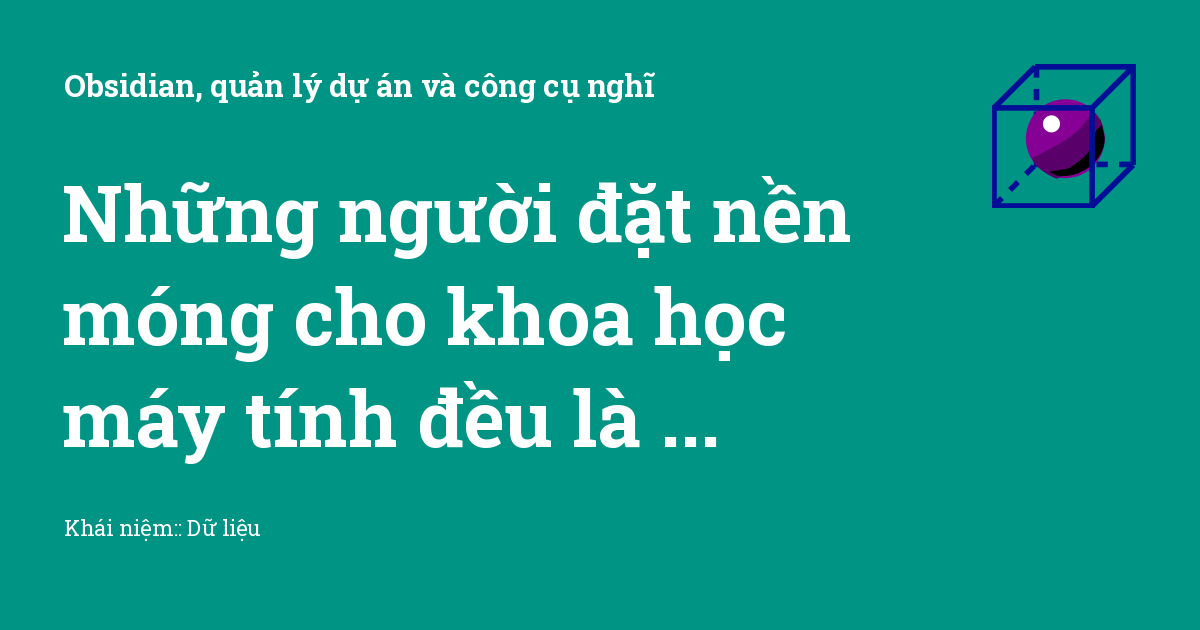 Obsidian, quản lý dự án và công cụ nghĩ
Những người đặt nền
móng cho khoa học
máy tính đều là ...
Khái niệm:: Dữ liệu